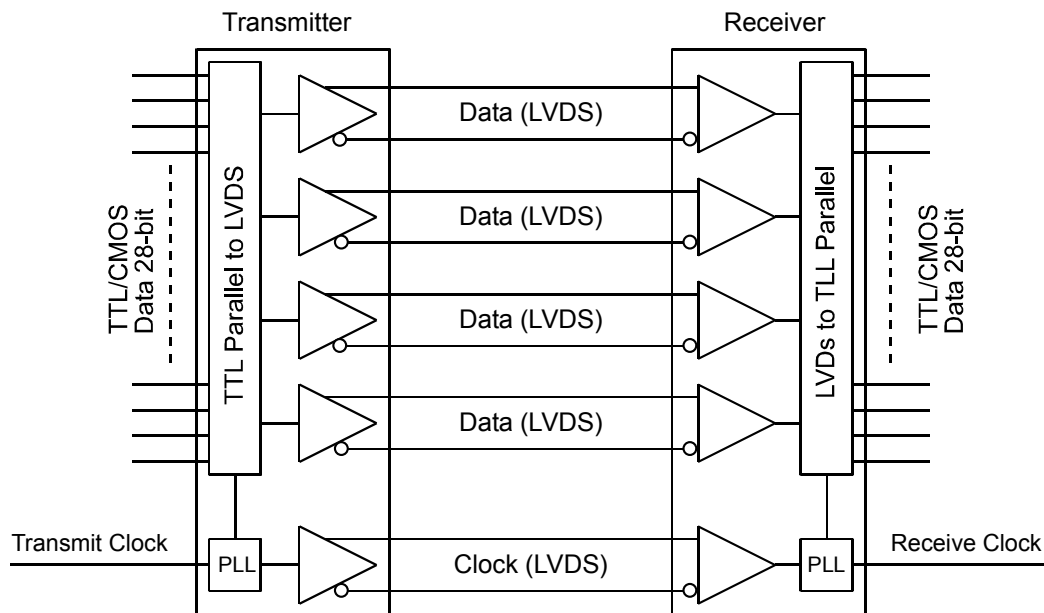 Transmitter
Receiver
TTL/CMOS
Data 28-bit
TTL Parallel to LVDS
Data (LVDS)
Data (LVDS)
Data (LVDS)
Data (LVDS)
LVDs to TLL Parallel
TTL/CMOS
Data 28-bit
Transmit Clock
PLL
Clock (LVDS)
PLL
Receive Clock